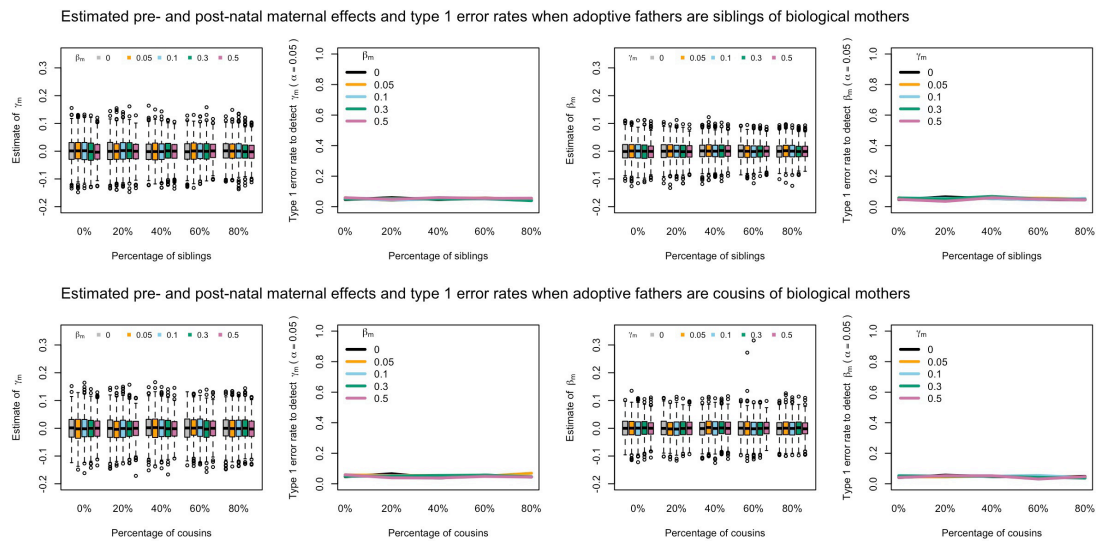 Estimated pre- and post-natal maternal effects and type 1 error rates when adoptive fathers are siblings of biological mothers
Estimate of γm
0.3
0.2
0.1
0.0
-0.1
-0.2
βm 0 0.05 0.1 0.3 0.5
0% 20% 40% 60% 80%
Percentage of siblings
Type 1 error rate to detect γm ( α = 0.05 )
1.0
0.8
0.6
0.4
0.2
0.0
βm
0
0.05
0.1
0.3
0.5
0% 20% 40% 60% 80%
Percentage of siblings
Estimate of βm
0.3
0.2
0.1
0.0
-0.1
-0.2
γm 0 0.05 0.1 0.3 0.5
0% 20% 40% 60% 80%
Percentage of siblings
Type 1 error rate to detect βm ( α = 0.05 )
1.0
0.8
0.6
0.4
0.2
0.0
γm
0
0.05
0.1
0.3
0.5
0% 20% 40% 60% 80%
Percentage of siblings
Estimated pre- and post-natal maternal effects and type 1 error rates when adoptive fathers are cousins of biological mothers
Estimate of γm
0.3
0.2
0.1
0.0
-0.1
-0.2
βm 0 0.05 0.1 0.3 0.5
0% 20% 40% 60% 80%
Percentage of cousins
Type 1 error rate to detect γm ( α = 0.05 )
1.0
0.8
0.6
0.4
0.2
0.0
βm
0
0.05
0.1
0.3
0.5
0% 20% 40% 60% 80%
Percentage of cousins
Estimate of βm
0.3
0.2
0.1
0.0
-0.1
-0.2
γm 0 0.05 0.1 0.3 0.5
0% 20% 40% 60% 80%
Percentage of cousins
Type 1 error rate to detect βm ( α = 0.05 )
1.0
0.8
0.6
0.4
0.2
0.0
γm
0
0.05
0.1
0.3
0.5
0% 20% 40% 60% 80%
Percentage of cousins